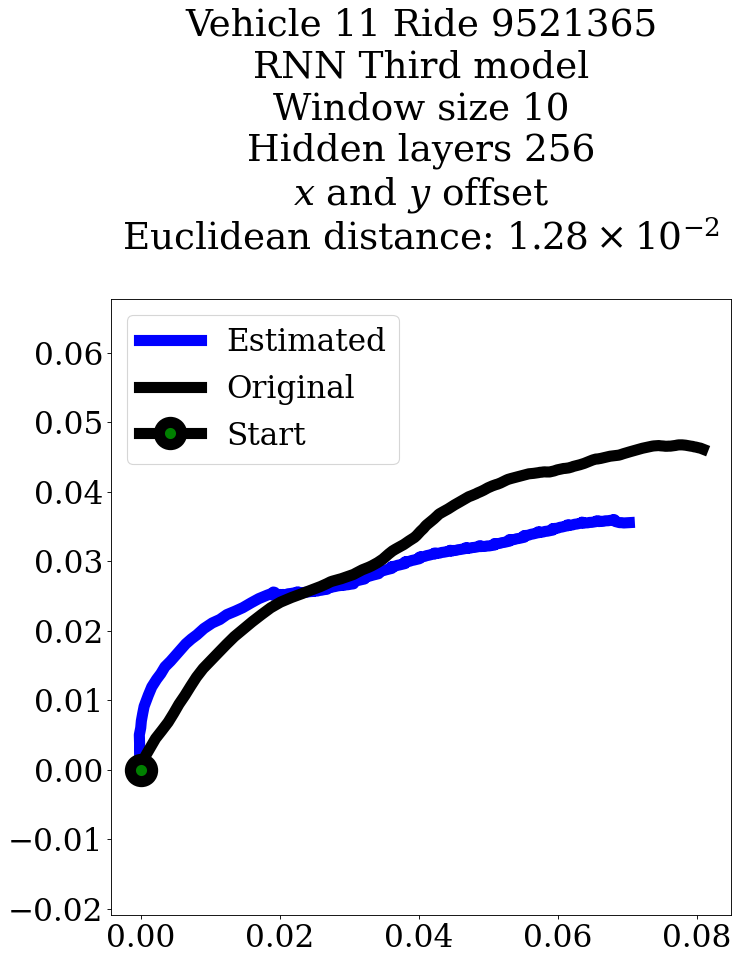 Vehicle 11 Ride 9521365
RNN Third model
Window size 10
Hidden layers 256
x and y offset
Euclidean distance: 1.28 × 10⁻²
Estimated
Original
Start
0.06
0.05
0.04
0.03
0.02
0.01
0.00
−0.01
−0.02
0.00 0.02 0.04 0.06 0.08